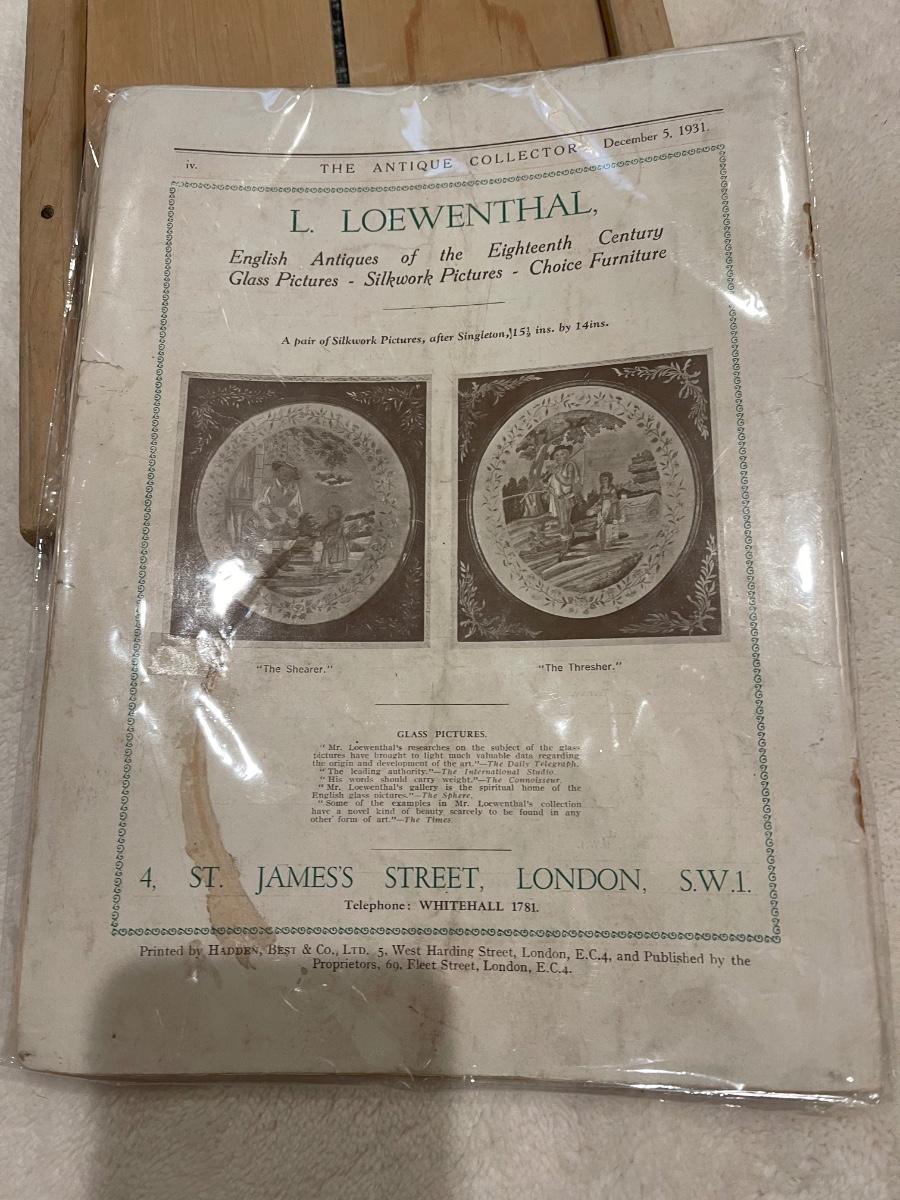 iv.
THE ANTIQUE COLLECTOR
December 5, 1931.
L. LOEWENTHAL,
English Antiques of the Eighteenth Century
Glass Pictures - Silkwork Pictures - Choice Furniture
A pair of Silkwork Pictures, after Singleton, 15½ ins. by 14ins.
"The Shearer."
"The Thresher."
GLASS PICTURES.
"Mr. Loewenthal's researches on the subject of the glass
pictures have brought to light much valuable data regarding
the origin and development of the art."—The Daily Telegraph.
"The leading authority."—The International Studio.
"His words should carry weight."—The Connoisseur.
"Mr. Loewenthal's gallery is the spiritual home of the
English glass pictures."—The Sphere.
"Some of the examples in Mr. Loewenthal's collection
have a novel kind of beauty scarcely to be found in any
other form of art."—The Times.
4, ST. JAMES'S STREET, LONDON, S.W.1.
Telephone: WHITEHALL 1781.
Printed by HADDEN, BEST & CO., LTD. 5, West Harding Street, London, E.C.4, and Published by the
Proprietors, 69, Fleet Street, London, E.C.4.